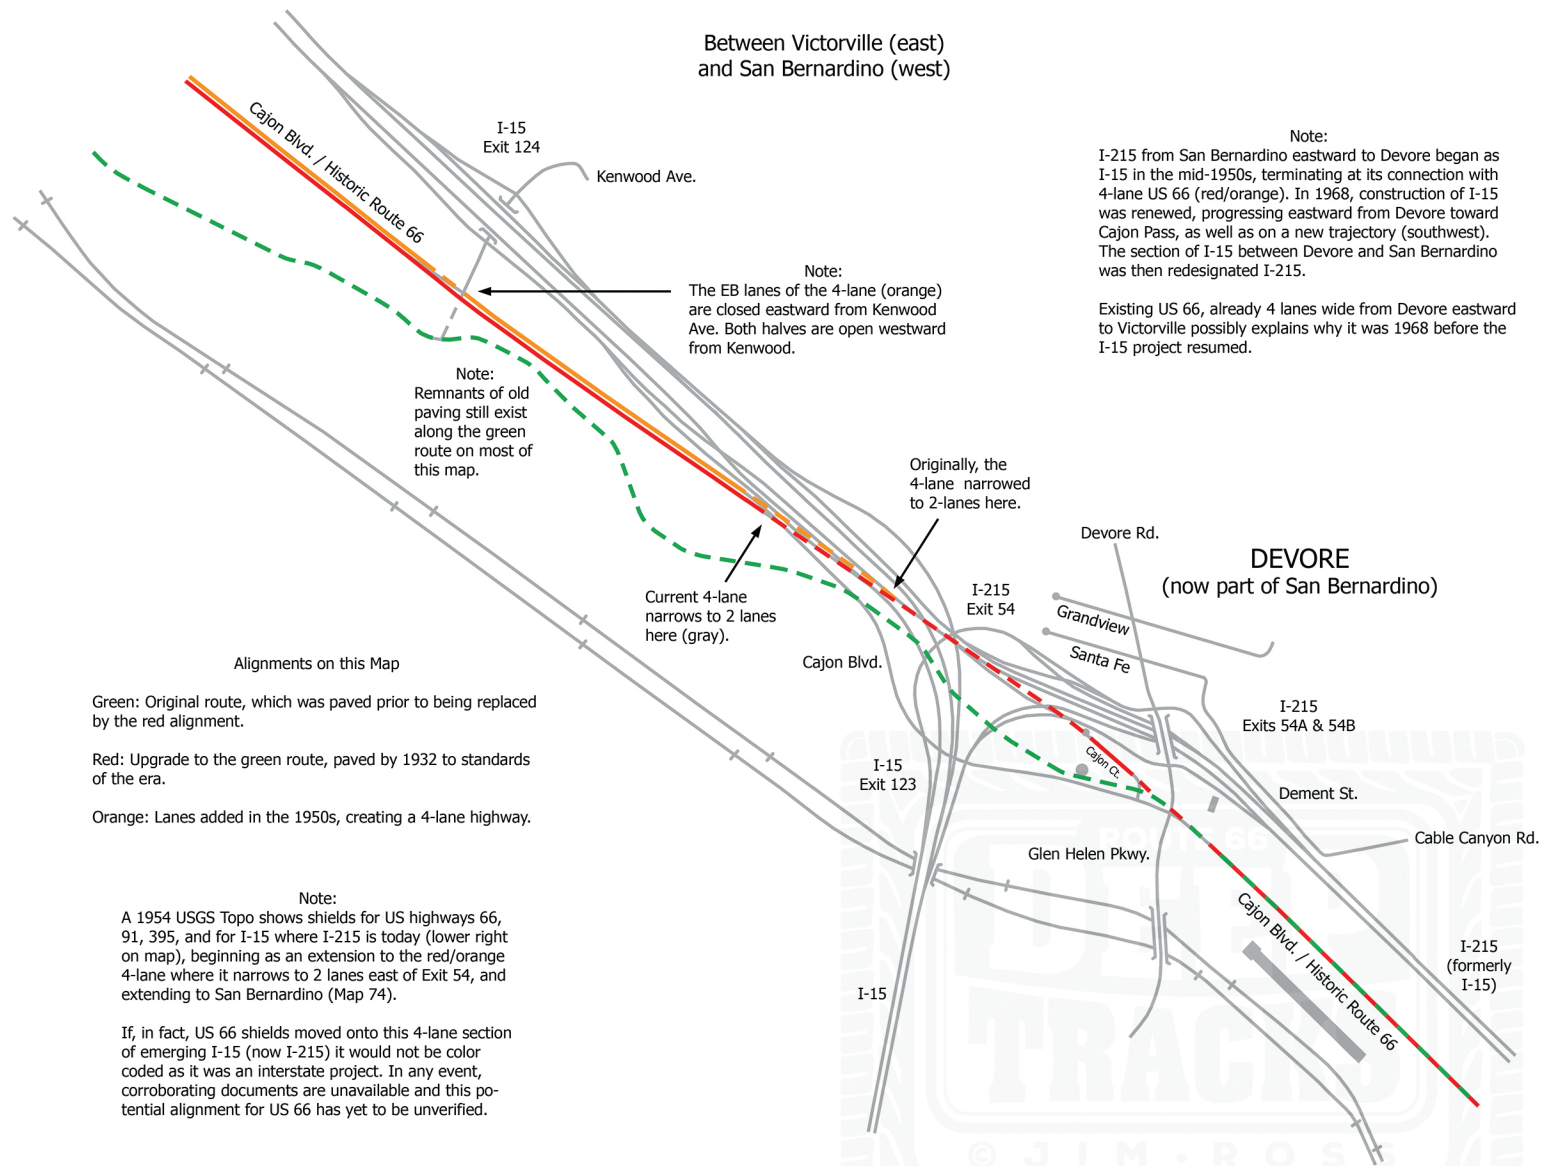 Between Victorville (east)
and San Bernardino (west)
Cajon Blvd. / Historic Route 66
I-15
Exit 124
Kenwood Ave.
Note:
I-215 from San Bernardino eastward to Devore began as
I-15 in the mid-1950s, terminating at its connection with
4-lane US 66 (red/orange). In 1968, construction of I-15
was renewed, progressing eastward from Devore toward
Cajon Pass, as well as on a new trajectory (southwest).
The section of I-15 between Devore and San Bernardino
was then redesignated I-215.
Existing US 66, already 4 lanes wide from Devore eastward
to Victorville possibly explains why it was 1968 before the
I-15 project resumed.
Note:
The EB lanes of the 4-lane (orange)
are closed eastward from Kenwood
Ave. Both halves are open westward
from Kenwood.
Note:
Remnants of old
paving still exist
along the green
route on most of
this map.
Originally, the
4-lane narrowed
to 2-lanes here.
Devore Rd.
DEVORE
(now part of San Bernardino)
I-215
Exit 54
Grandview
Santa Fe
Current 4-lane
narrows to 2 lanes
here (gray).
Cajon Blvd.
I-215
Exits 54A & 54B
Alignments on this Map
Green: Original route, which was paved prior to being replaced
by the red alignment.
Red: Upgrade to the green route, paved by 1932 to standards
of the era.
Orange: Lanes added in the 1950s, creating a 4-lane highway.
Cajon Ct.
I-15
Exit 123
Dement St.
Cable Canyon Rd.
Glen Helen Pkwy.
Cajon Blvd. / Historic Route 66
I-215
(formerly
I-15)
I-15
Note:
A 1954 USGS Topo shows shields for US highways 66,
91, 395, and for I-15 where I-215 is today (lower right
on map), beginning as an extension to the red/orange
4-lane where it narrows to 2 lanes east of Exit 54, and
extending to San Bernardino (Map 74).
If, in fact, US 66 shields moved onto this 4-lane section
of emerging I-15 (now I-215) it would not be color
coded as it was an interstate project. In any event,
corroborating documents are unavailable and this po-
tential alignment for US 66 has yet to be unverified.
ROUTE 66
TRACKS
© JIM • ROSS